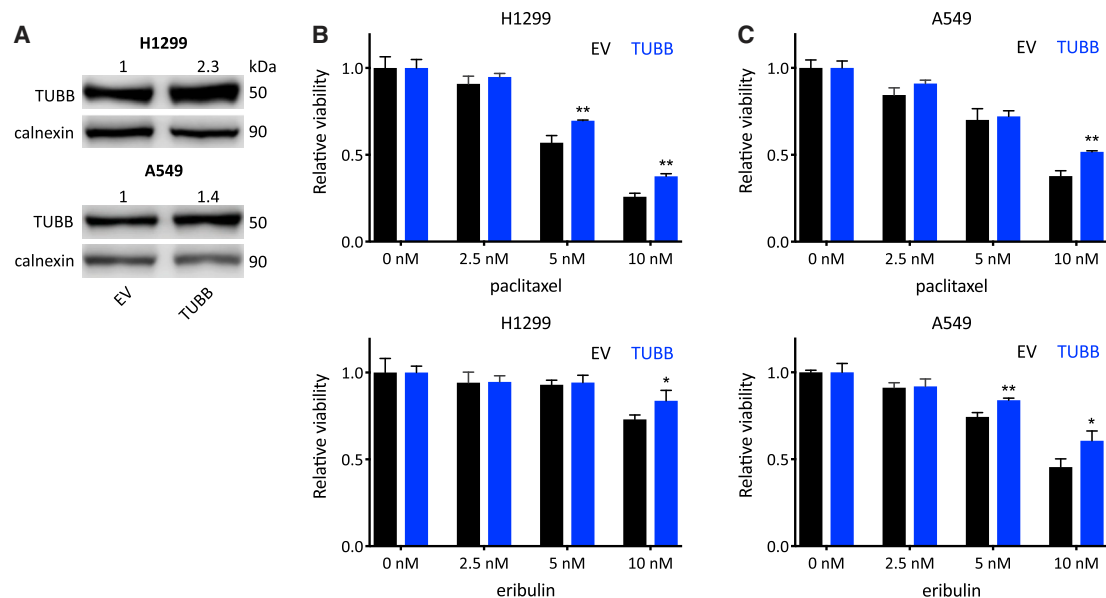 A
H1299
1 2.3 kDa
TUBB 50
calnexin 90
A549
1 1.4
TUBB 50
calnexin 90
EV TUBB
B
H1299
EV TUBB
Relative viability
1.0
0.5
0.0
** **
0 nM 2.5 nM 5 nM 10 nM
paclitaxel
H1299
EV TUBB
Relative viability
1.0
0.5
0.0
*
0 nM 2.5 nM 5 nM 10 nM
eribulin
C
A549
EV TUBB
Relative viability
1.0
0.5
0.0
**
0 nM 2.5 nM 5 nM 10 nM
paclitaxel
A549
EV TUBB
Relative viability
1.0
0.5
0.0
** *
0 nM 2.5 nM 5 nM 10 nM
eribulin